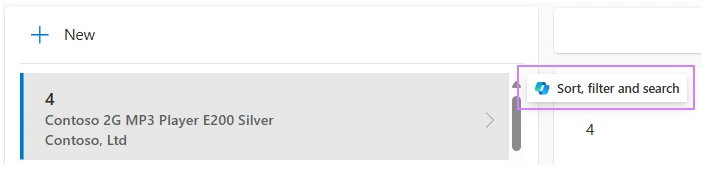 New
4
Contoso 2G MP3 Player E200 Silver
Contoso, Ltd
Sort, filter and search
4